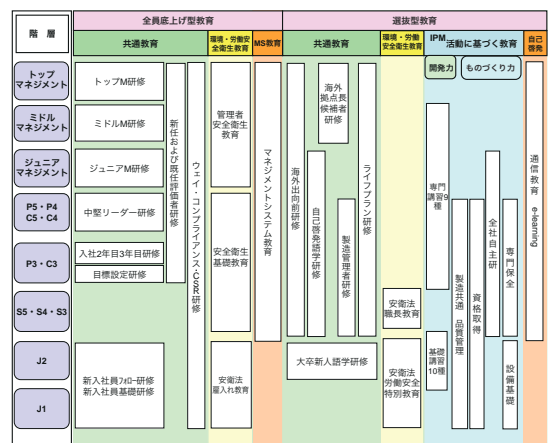 階 層
全員底上げ型教育
選抜型教育
共通教育
環境・労働安
全衛生教育
MS教育
共通教育
環境・労働
安全衛生教育
IPM活動に基づく教育
自己
啓発
開発力
ものづくり力
トップ
マネジメント
ミドル
マネジメント
ジュニア
マネジメント
P5・P4
C5・C4
P3・C3
S5・S4・S3
J2
J1
トップM研修
ミドルM研修
ジュニアM研修
中堅リーダー研修
入社2年目3年目研修
目標設定研修
新入社員フォロー研修
新入社員基礎研修
新任および既任評価者研修
ウェイ・コンプライアンス・CSR研修
管理者
安全衛生
教育
安全衛生
基礎教育
安衛法
雇入れ教育
マネジメントシステム教育
海外出向前研修
自己啓発語学研修
海外
拠点長
候補者
研修
製造管理者研修
ライフプラン研修
大卒新人語学研修
安衛法
職長教育
安衛法
労働安全
特別教育
専門
講習9
種
基礎
講習
10種
製造共通 品質管理
資格取得
全社自主研
専門保全
設備基礎
通信教育 e-learning